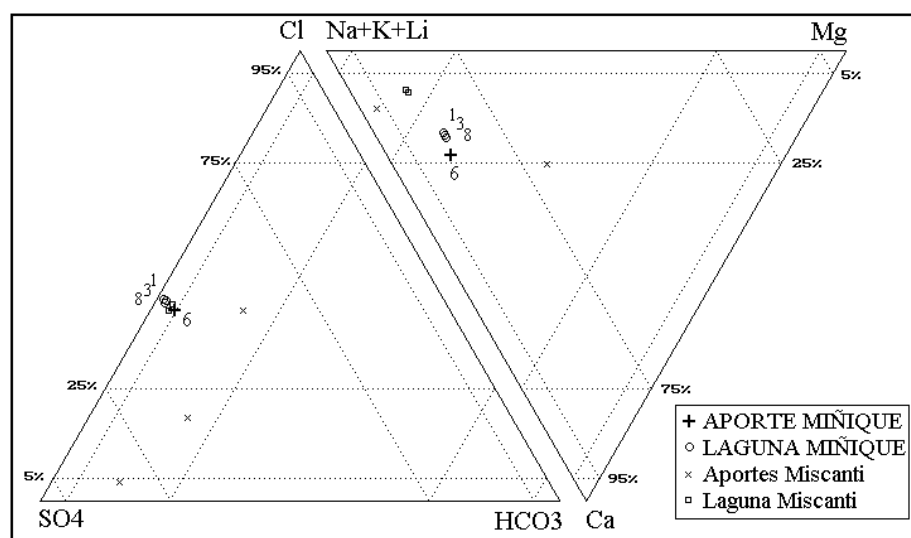 Cl Na+K+Li Mg
95% 5%
1
3
8
75% 25%
6
1
3
8
6
25% 75%
5% 95%
SO4 HCO3 Ca
APORTE MIÑIQUE
LAGUNA MIÑIQUE
Aportes Miscanti
Laguna Miscanti